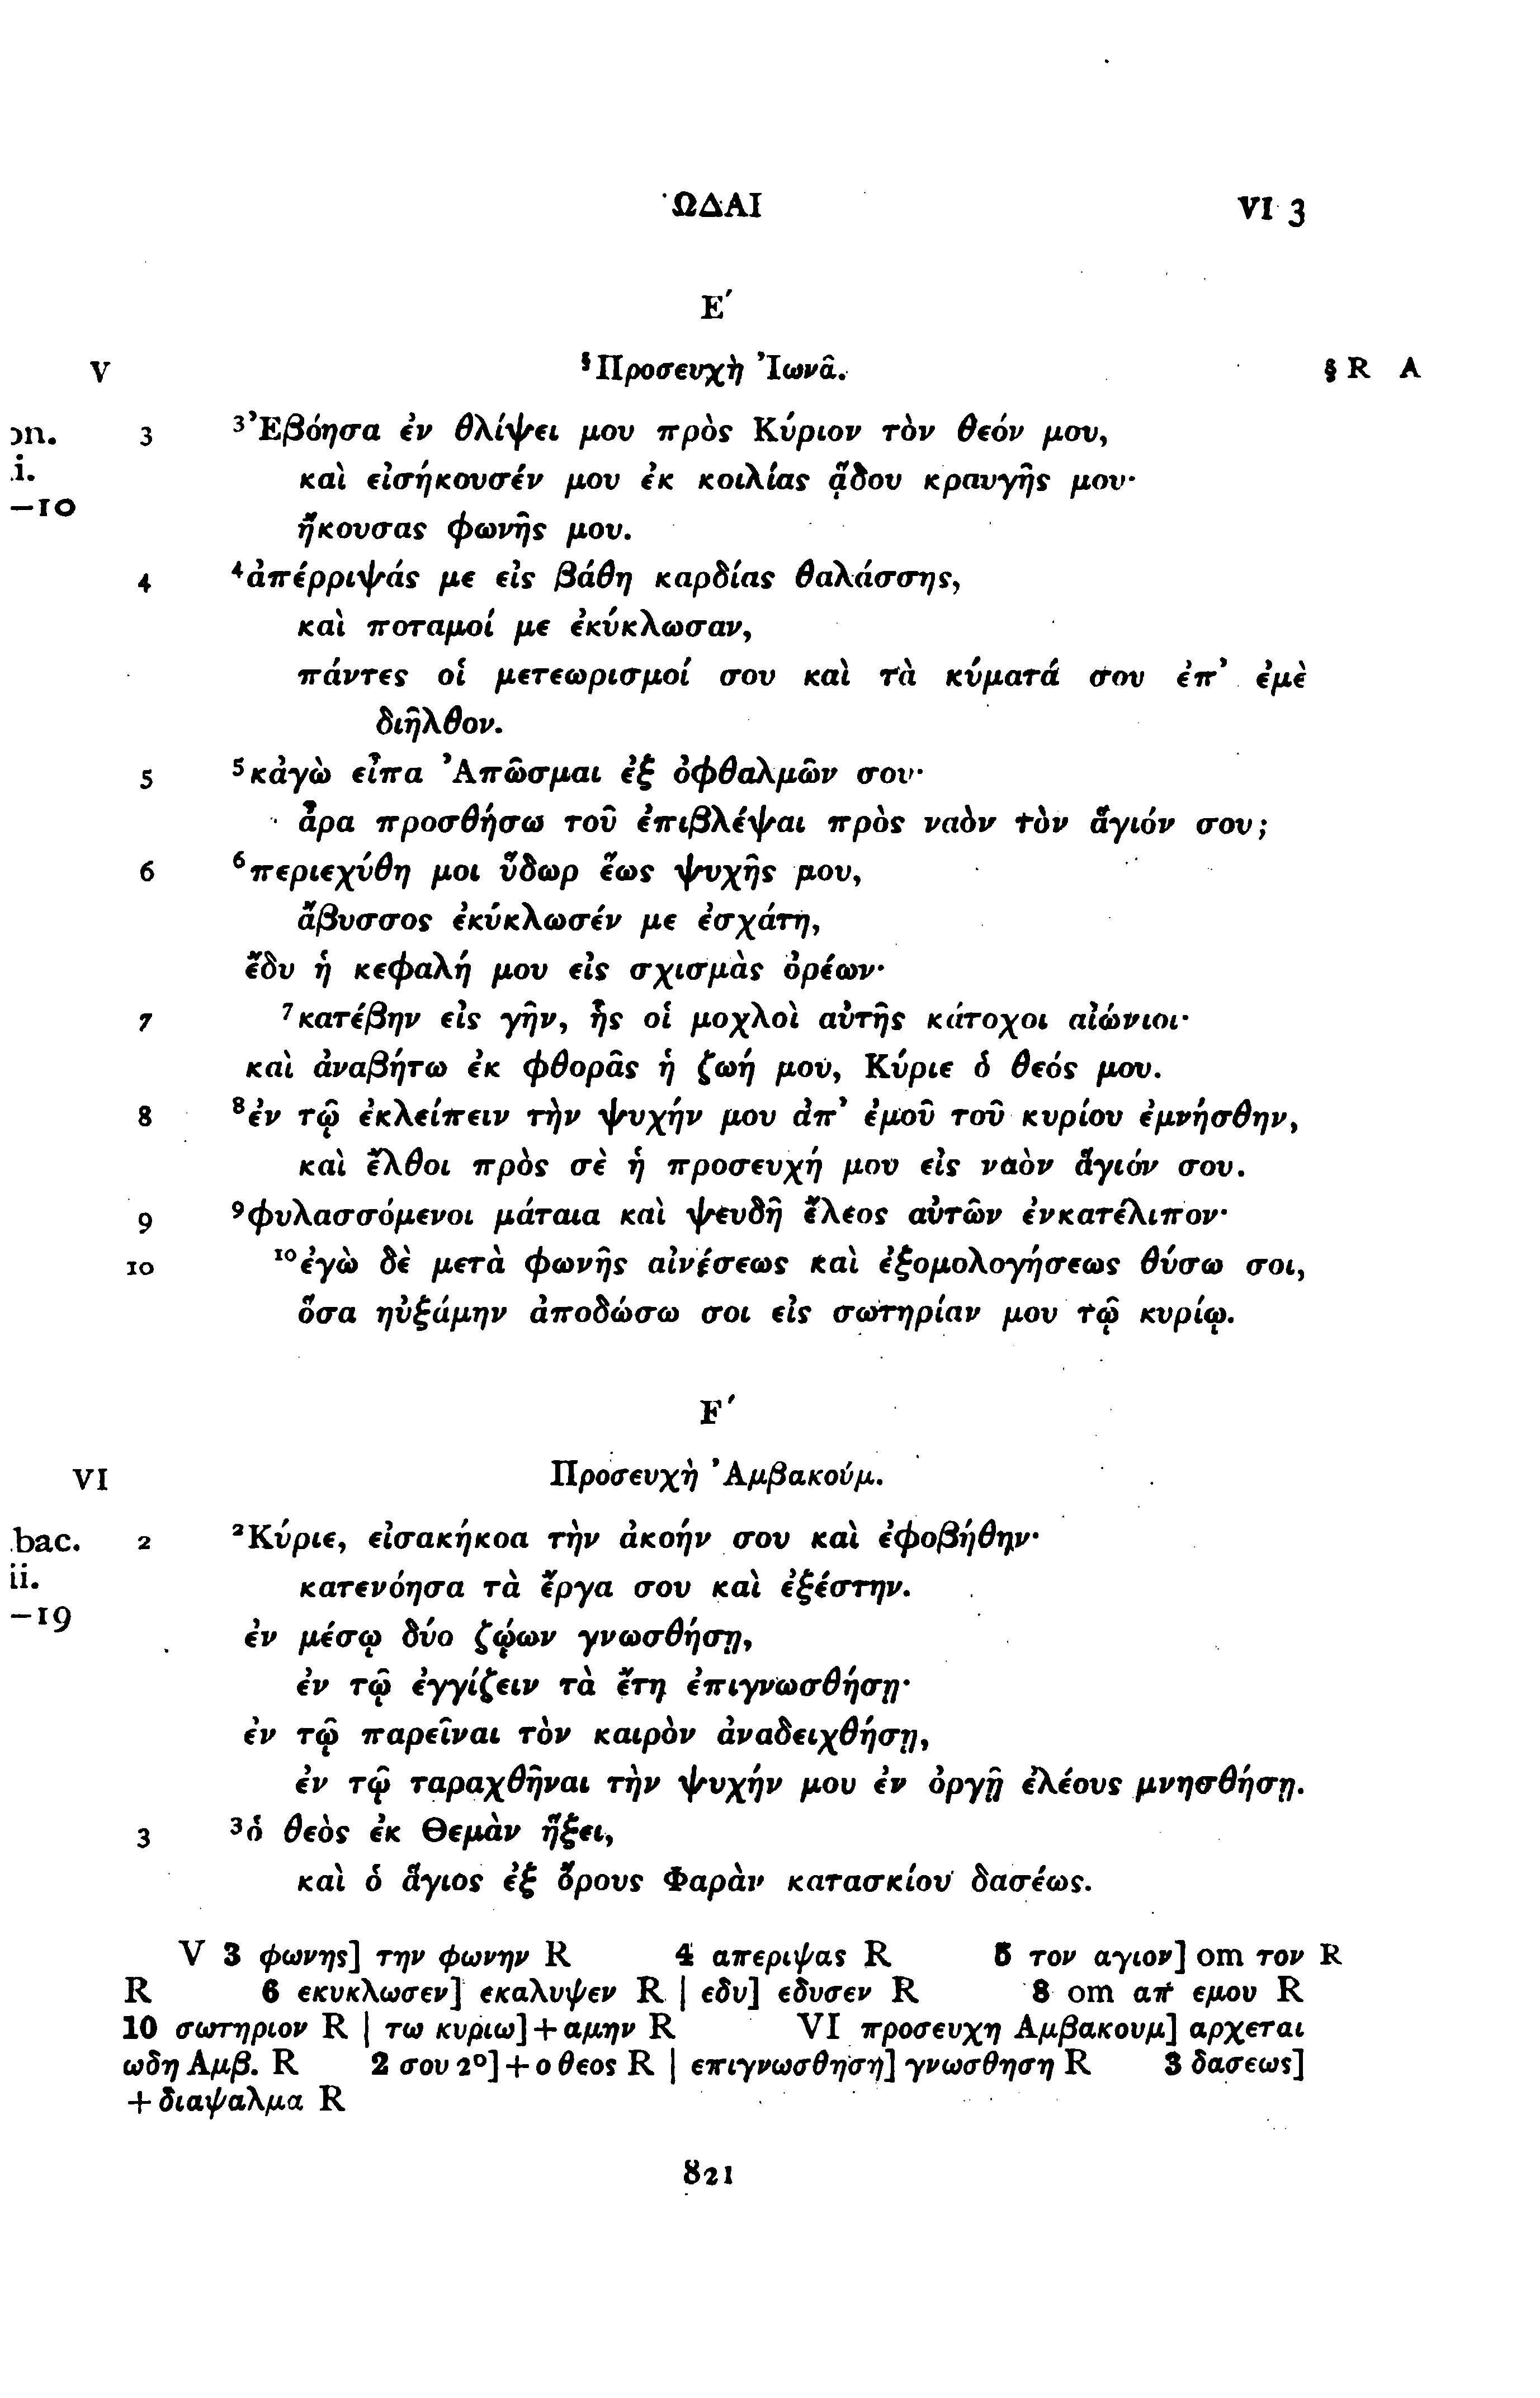 ΩΔΑΙ VI 3
Ε´
V § Προσευχὴ Ἰωνᾶ. § R A
on. 3 ³Ἐβόησα ἐν θλίψει μου πρὸς Κύριον τὸν θεόν μου,
i. καὶ εἰσήκουσέν μου ἐκ κοιλίας ᾅδου κραυγῆς μου·
—10 ἤκουσας φωνῆς μου.
4 ⁴ἀπέρριψάς με εἰς βάθη καρδίας θαλάσσης,
καὶ ποταμοί με ἐκύκλωσαν,
πάντες οἱ μετεωρισμοί σου καὶ τὰ κύματά σου ἐπ’ ἐμὲ
διῆλθον.
5 ⁵κἀγὼ εἶπα Ἀπῶσμαι ἐξ ὀφθαλμῶν σου·
ἆρα προσθήσω τοῦ ἐπιβλέψαι πρὸς ναὸν τὸν ἅγιόν σου;
6 ⁶περιεχύθη μοι ὕδωρ ἕως ψυχῆς μου,
ἄβυσσος ἐκύκλωσέν με ἐσχάτη,
ἔδυ ἡ κεφαλή μου εἰς σχισμὰς ὀρέων·
7 ⁷κατέβην εἰς γῆν, ἧς οἱ μοχλοὶ αὐτῆς κάτοχοι αἰώνιοι·
καὶ ἀναβήτω ἐκ φθορᾶς ἡ ζωή μου, Κύριε ὁ θεός μου.
8 ⁸ἐν τῷ ἐκλείπειν τὴν ψυχήν μου ἀπ’ ἐμοῦ τοῦ κυρίου ἐμνήσθην,
καὶ ἔλθοι πρὸς σὲ ἡ προσευχή μου εἰς ναὸν ἅγιόν σου.
9 ⁹φυλασσόμενοι μάταια καὶ ψευδῆ ἔλεος αὐτῶν ἐνκατέλιπον·
10 ¹⁰ἐγὼ δὲ μετὰ φωνῆς αἰνέσεως καὶ ἐξομολογήσεως θύσω σοι,
ὅσα ηὐξάμην ἀποδώσω σοι εἰς σωτηρίαν μου τῷ κυρίῳ.
Ϝ´
VI Προσευχὴ Ἀμβακούμ.
bac. 2 ²Κύριε, εἰσακήκοα τὴν ἀκοήν σου καὶ ἐφοβήθην·
ii. κατενόησα τὰ ἔργα σου καὶ ἐξέστην.
—19 ἐν μέσῳ δύο ζῴων γνωσθήσῃ,
ἐν τῷ ἐγγίζειν τὰ ἔτη ἐπιγνωσθήσῃ·
ἐν τῷ παρεῖναι τὸν καιρὸν ἀναδειχθήσῃ,
ἐν τῷ ταραχθῆναι τὴν ψυχήν μου ἐν ὀργῇ ἐλέους μνησθήσῃ.
3 ³ὁ θεὸς ἐκ Θεμὰν ἥξει,
καὶ ὁ ἅγιος ἐξ ὄρους Φαρὰν κατασκίου δασέως.
V 3 φωνης] την φωνην R 4 απεριψας R 5 τον αγιον] om τον R
R 6 εκυκλωσεν] εκαλυψεν R | εδυ] εδυσεν R 8 om απ εμου R
10 σωτηριον R | τω κυριω]+αμην R VI προσευχη Αμβακουμ] αρχεται
ωδη Αμβ. R 2 σου 2º]+ο θεος R | επιγνωσθηση] γνωσθηση R 3 δασεως]
+διαψαλμα R
821